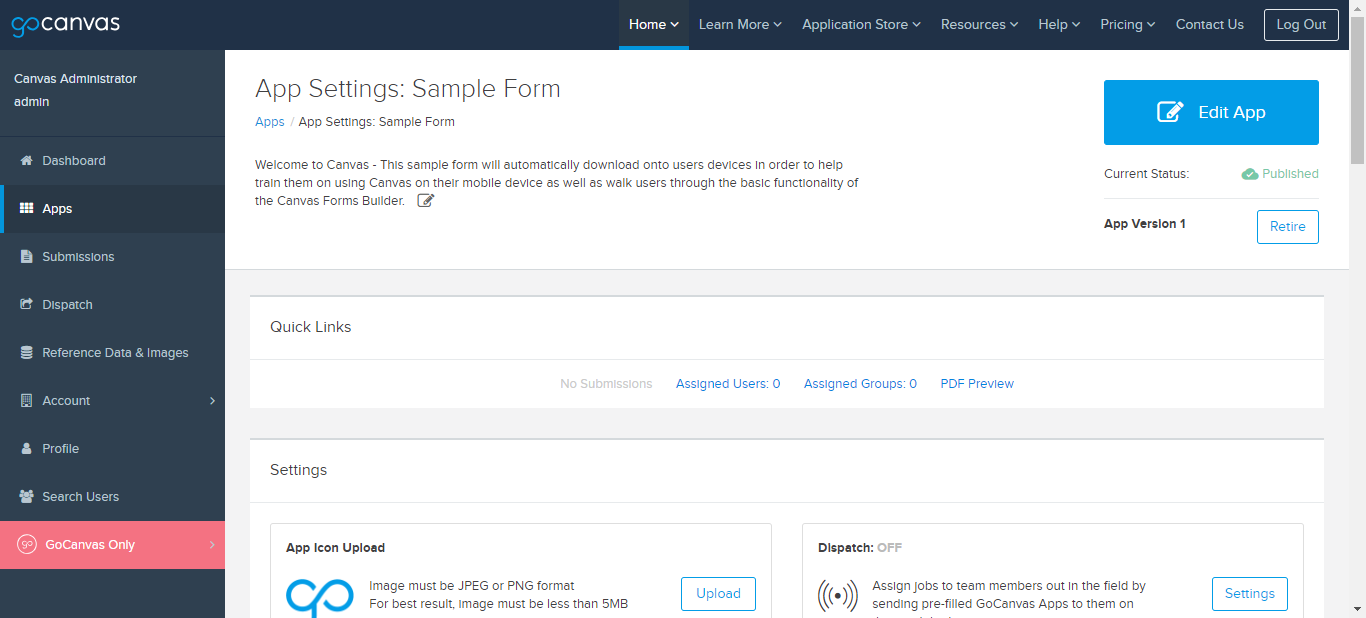 gocanvas
Home Learn More Application Store Resources Help Pricing Contact Us Log Out
Canvas Administrator
admin
Dashboard
Apps
Submissions
Dispatch
Reference Data & Images
Account
Profile
Search Users
go GoCanvas Only
App Settings: Sample Form
Apps / App Settings: Sample Form
Welcome to Canvas - This sample form will automatically download onto users devices in order to help
train them on using Canvas on their mobile device as well as walk users through the basic functionality of
the Canvas Forms Builder.
Edit App
Current Status: Published
App Version 1 Retire
Quick Links
No Submissions Assigned Users: 0 Assigned Groups: 0 PDF Preview
Settings
App Icon Upload
Image must be JPEG or PNG format
For best result, image must be less than 5MB
Upload
Dispatch: OFF
Assign jobs to team members out in the field by
sending pre-filled GoCanvas Apps to them on
Settings